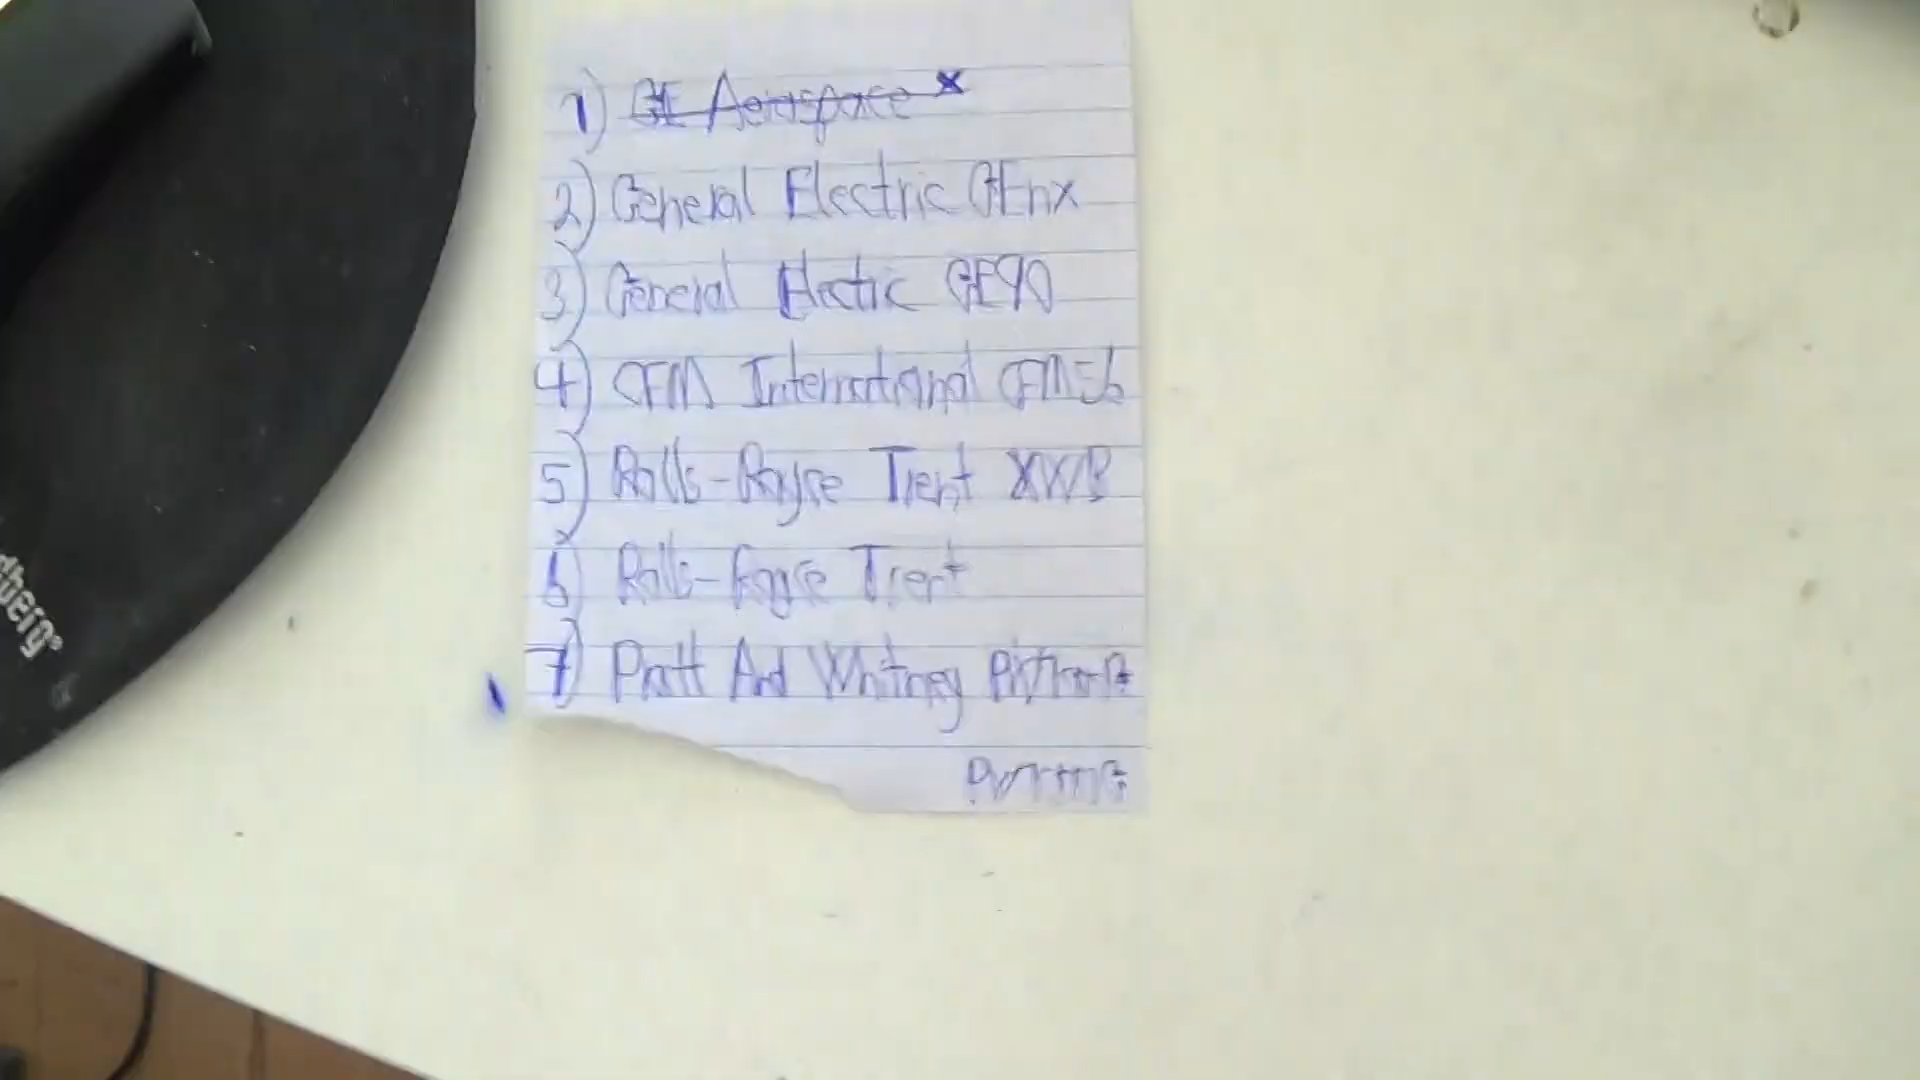 1) GE Aerospace x
2) General Electric GEnx
3) General Electric GE90
4) CFM International CFM56
5) Rolls-Royce Trent XWB
6) Rolls-Royce Trent
7) Pratt And Whitney
dberg